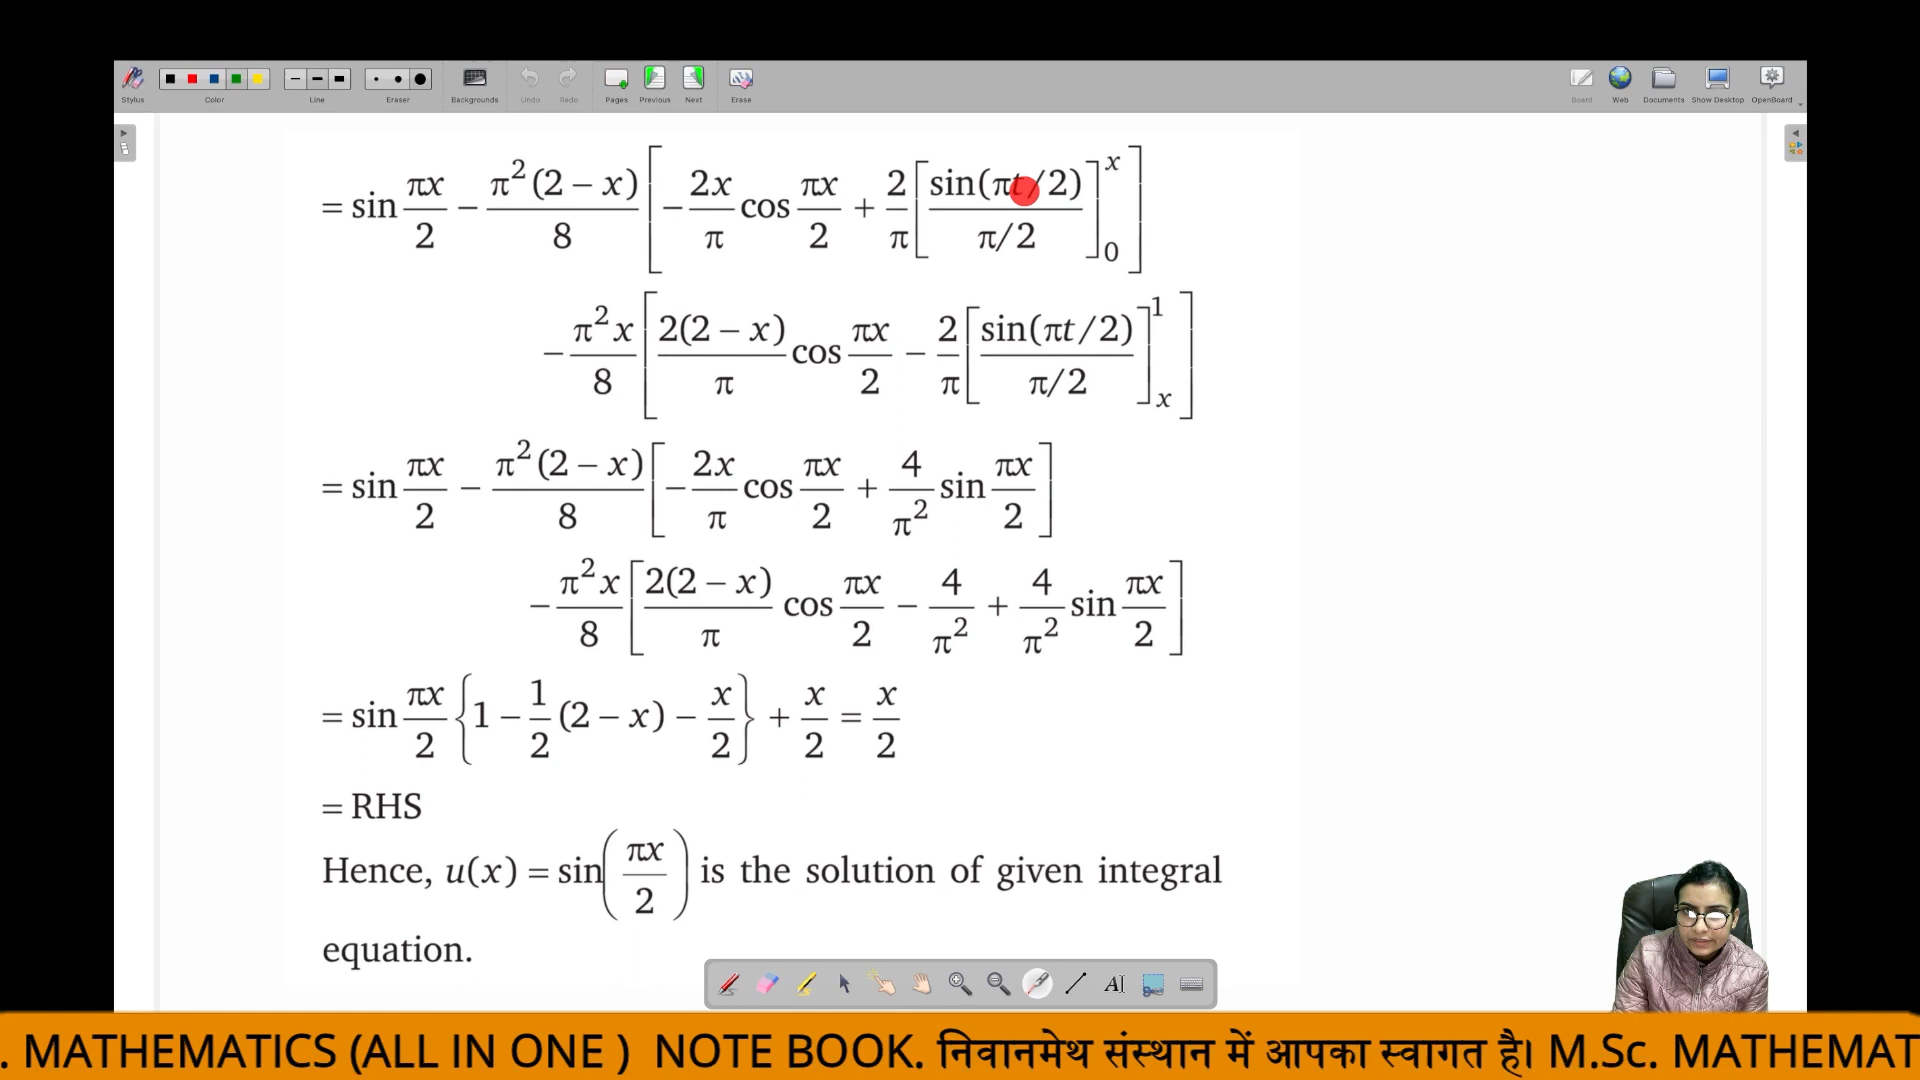 Stylus Color Line Eraser Backgrounds Undo Redo Pages Previous Next Erase Board Web Documents Show Desktop OpenBoard
= sin πx/2 − π²(2 − x)/8 [ − 2x/π cos πx/2 + 2/π [ sin(πt/2) / π/2 ]₀ˣ ]
− π²x/8 [ 2(2 − x)/π cos πx/2 − 2/π [ sin(πt/2) / π/2 ]ₓ¹ ]
= sin πx/2 − π²(2 − x)/8 [ − 2x/π cos πx/2 + 4/π² sin πx/2 ]
− π²x/8 [ 2(2 − x)/π cos πx/2 − 4/π² + 4/π² sin πx/2 ]
= sin πx/2 { 1 − 1/2 (2 − x) − x/2 } + x/2 = x/2
= RHS
Hence, u(x) = sin( πx/2 ) is the solution of given integral
equation.
. MATHEMATICS (ALL IN ONE ) NOTE BOOK. निवानमेथ संस्थान में आपका स्वागत है। M.Sc. MATHEMAT